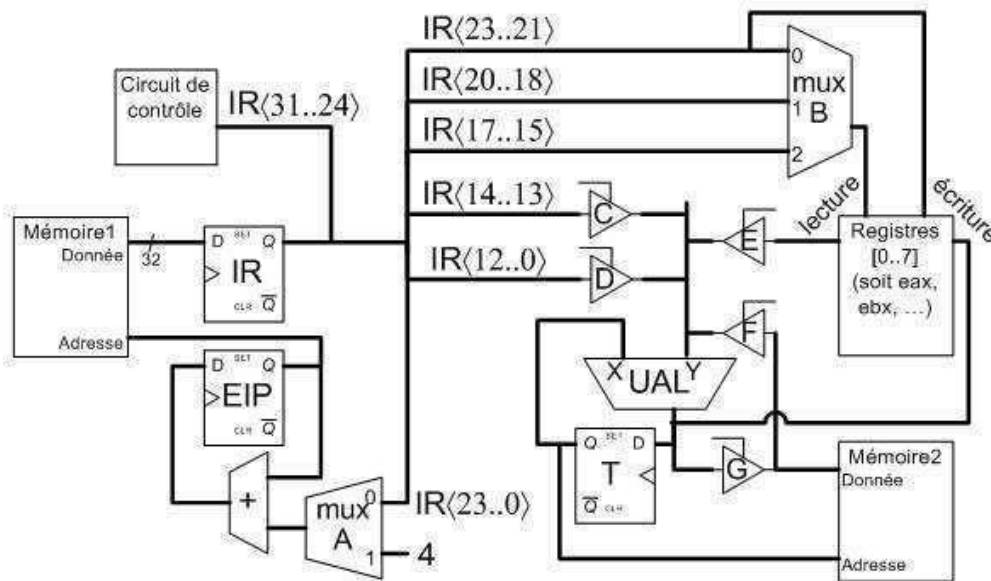 IR⟨23..21⟩
Circuit de
contrôle
IR⟨31..24⟩
IR⟨20..18⟩
IR⟨17..15⟩
0
mux
1
B
2
lecture
écriture
IR⟨14..13⟩
C
Mémoire1
Donnée
32
D SET Q
IR
CLR Q
IR⟨12..0⟩
D
E
Registres
[0..7]
(soit eax,
ebx, ...)
Adresse
D SET Q
EIP
CLR Q
F
X UAL Y
Q SET D
T
Q CLR
G
Mémoire2
Donnée
Adresse
+
mux
A
0
1
IR⟨23..0⟩
4